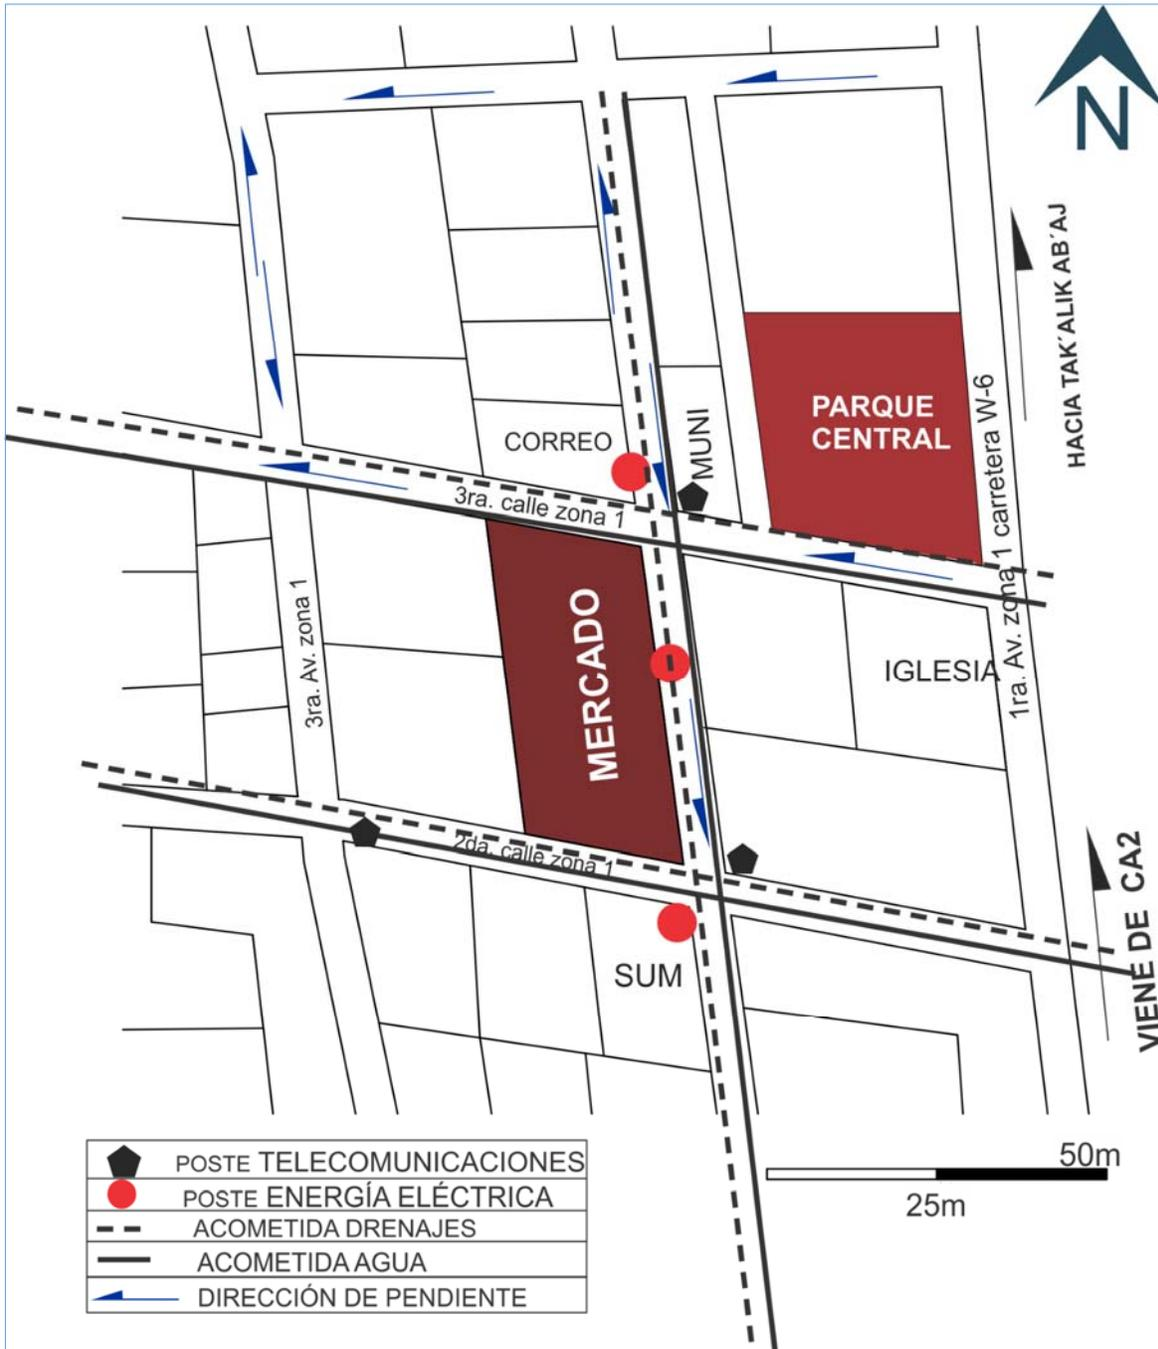 N
HACIA TAK´ALIK AB´AJ
PARQUE
CENTRAL
MUNI
CORREO
3ra. calle zona 1
1ra. Av. zona 1 carretera W-6
MERCADO
3ra. Av. zona 1
IGLESIA
2da. calle zona 1
VIENE DE CA2
SUM
POSTE TELECOMUNICACIONES
POSTE ENERGÍA ELÉCTRICA
ACOMETIDA DRENAJES
ACOMETIDA AGUA
DIRECCIÓN DE PENDIENTE
50m
25m